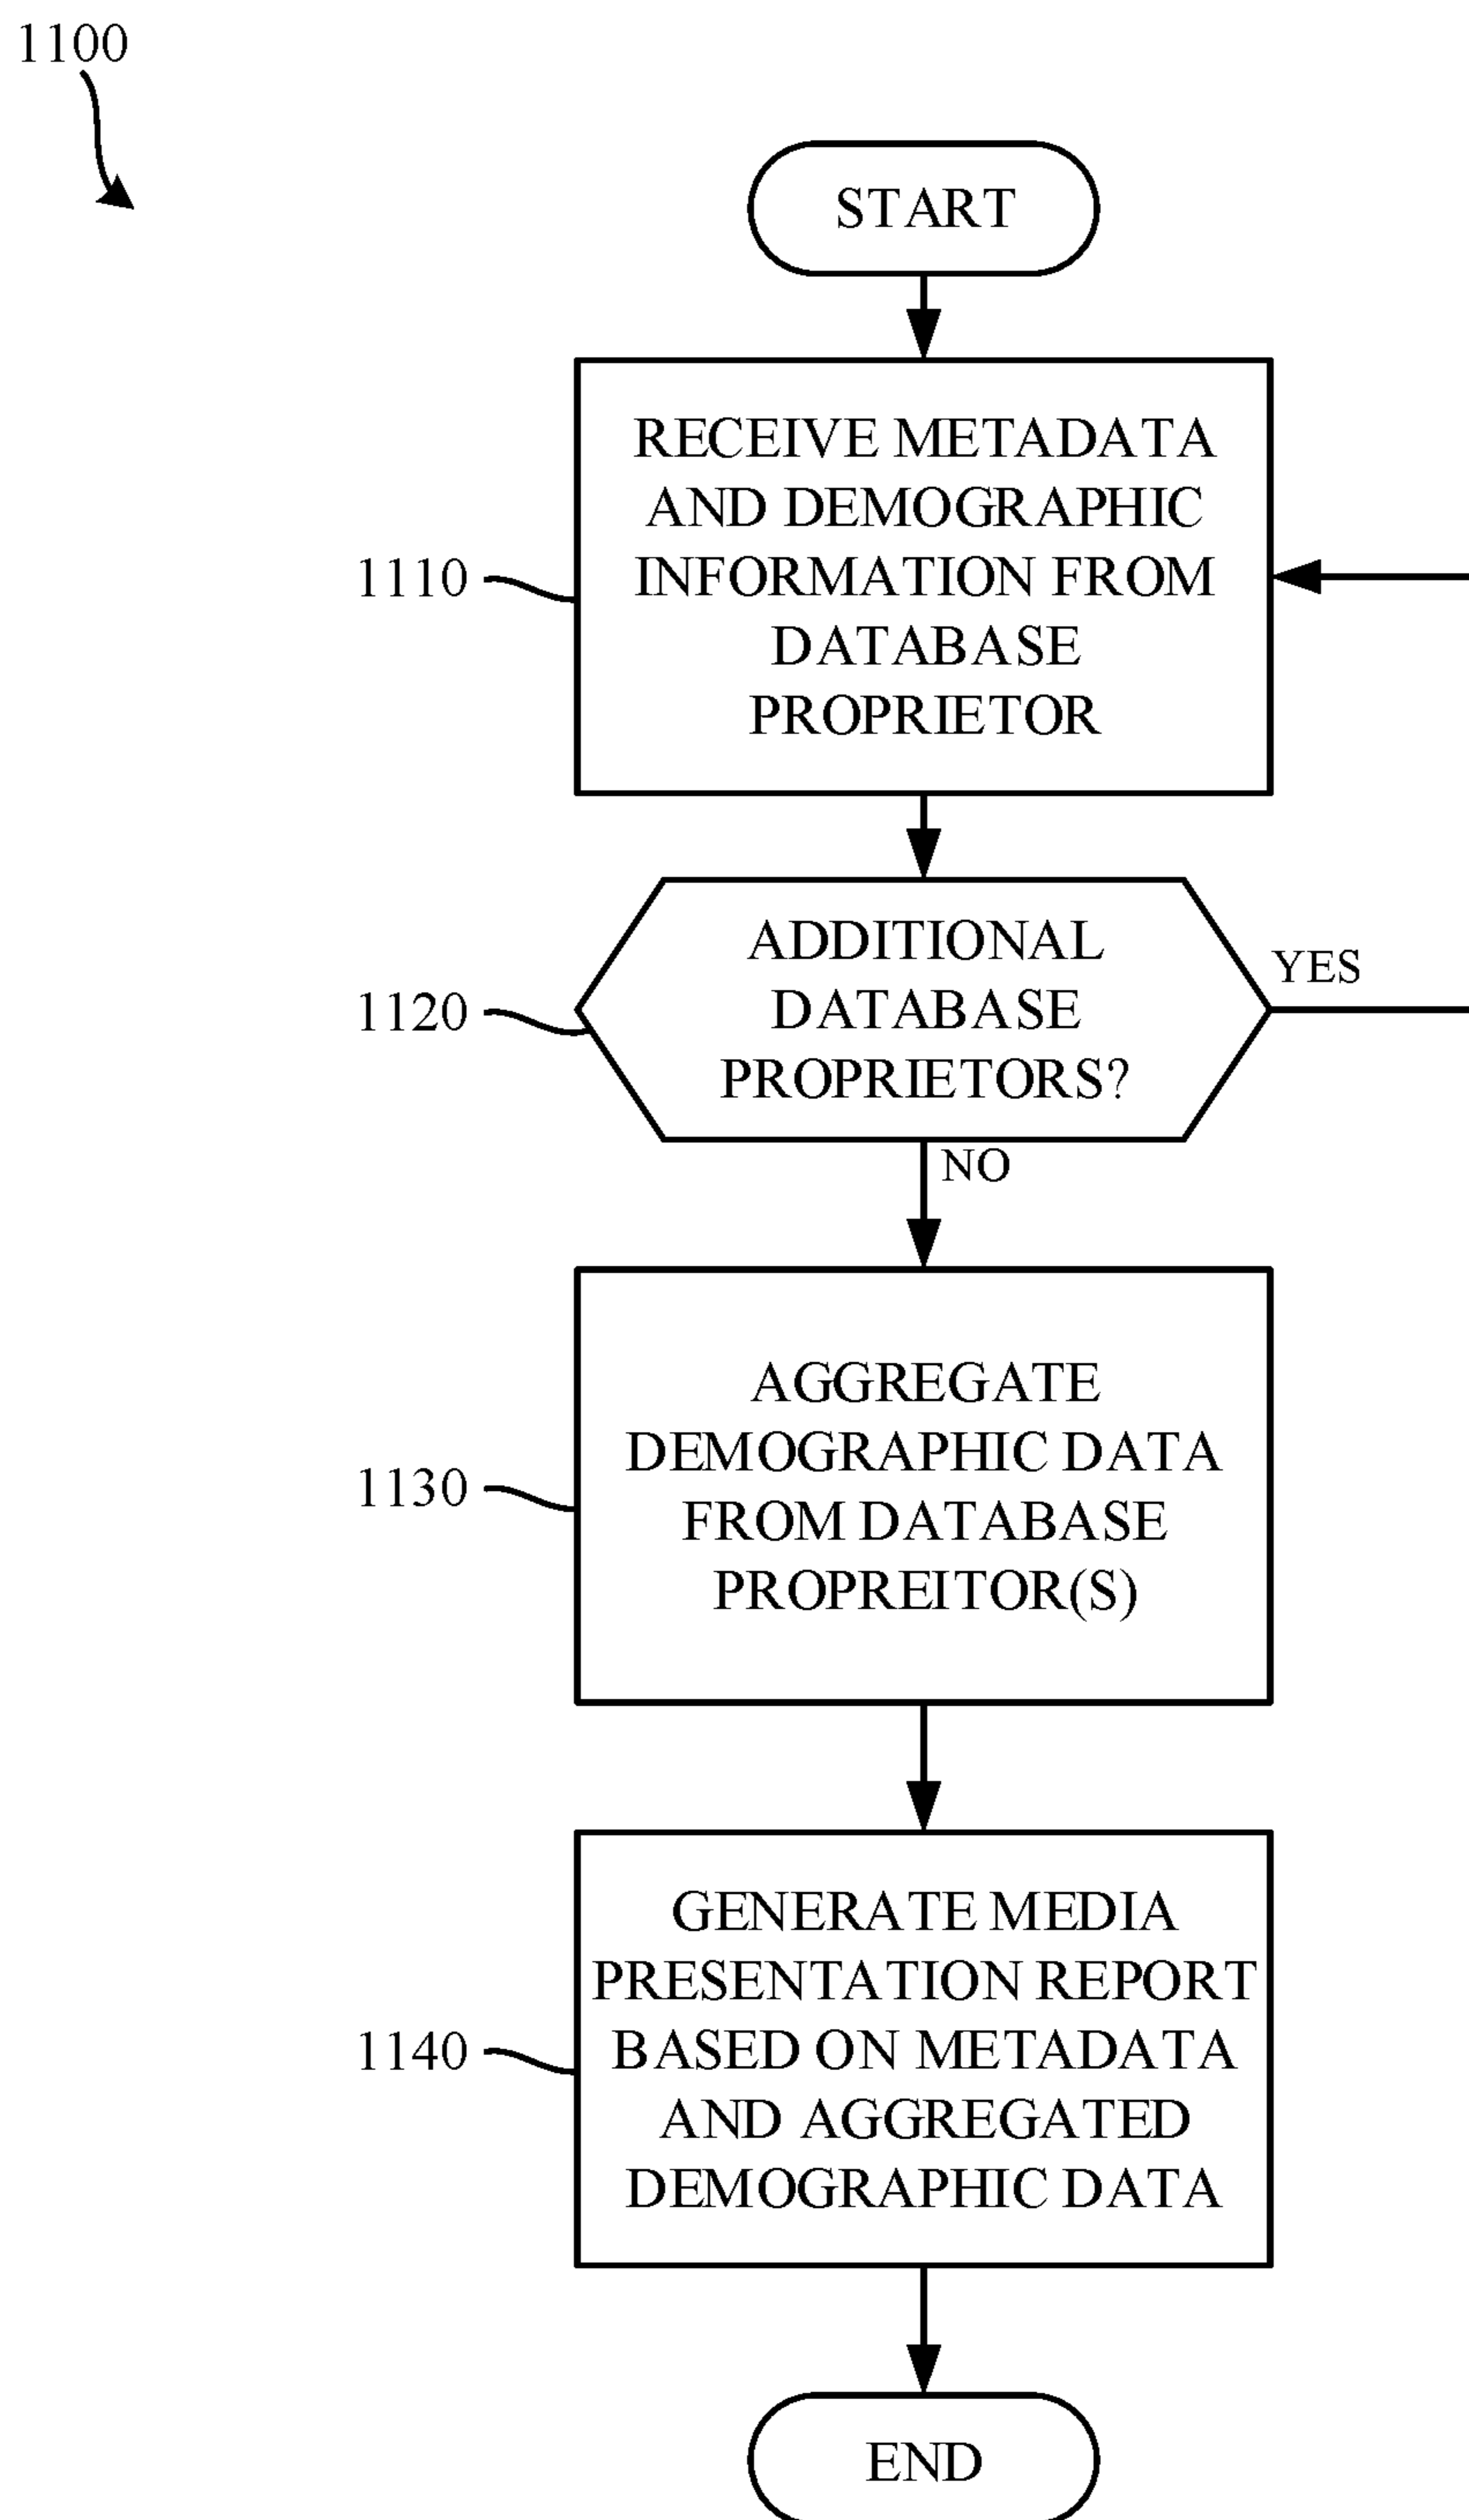 1100
START
RECEIVE METADATA
AND DEMOGRAPHIC
INFORMATION FROM
DATABASE
PROPRIETOR
1110
ADDITIONAL
DATABASE
PROPRIETORS?
1120
YES
NO
AGGREGATE
DEMOGRAPHIC DATA
FROM DATABASE
PROPREITOR(S)
1130
GENERATE MEDIA
PRESENTATION REPORT
BASED ON METADATA
AND AGGREGATED
DEMOGRAPHIC DATA
1140
END